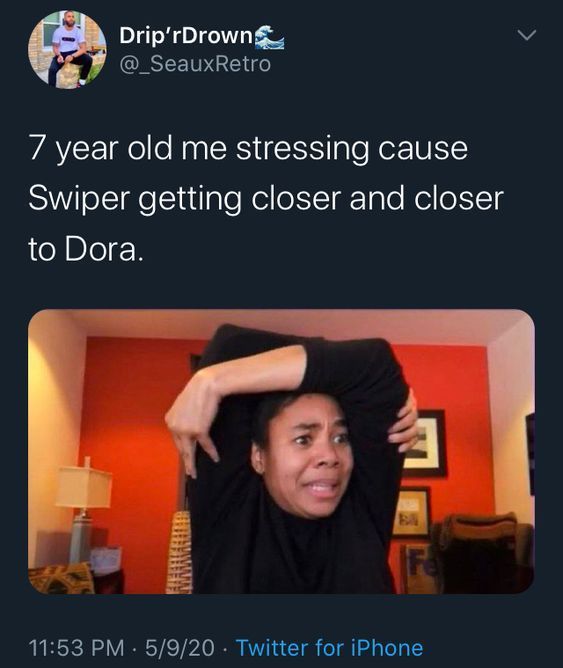 Drip'rDrown🌊
@_SeauxRetro
7 year old me stressing cause
Swiper getting closer and closer
to Dora.
Fe
11:53 PM · 5/9/20 · Twitter for iPhone